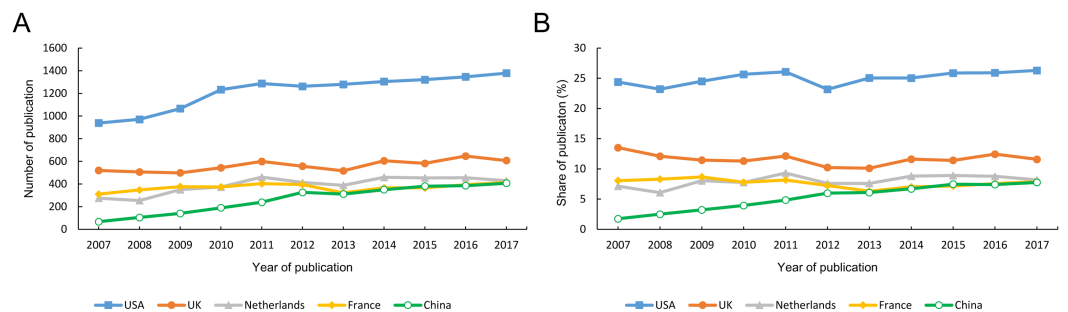 A
Number of publication
1600
1400
1200
1000
800
600
400
200
0
2007 2008 2009 2010 2011 2012 2013 2014 2015 2016 2017
Year of publication
USA UK Netherlands France China
B
Share of publicaton (%)
30
25
20
15
10
5
0
2007 2008 2009 2010 2011 2012 2013 2014 2015 2016 2017
Year of publication
USA UK Netherlands France China